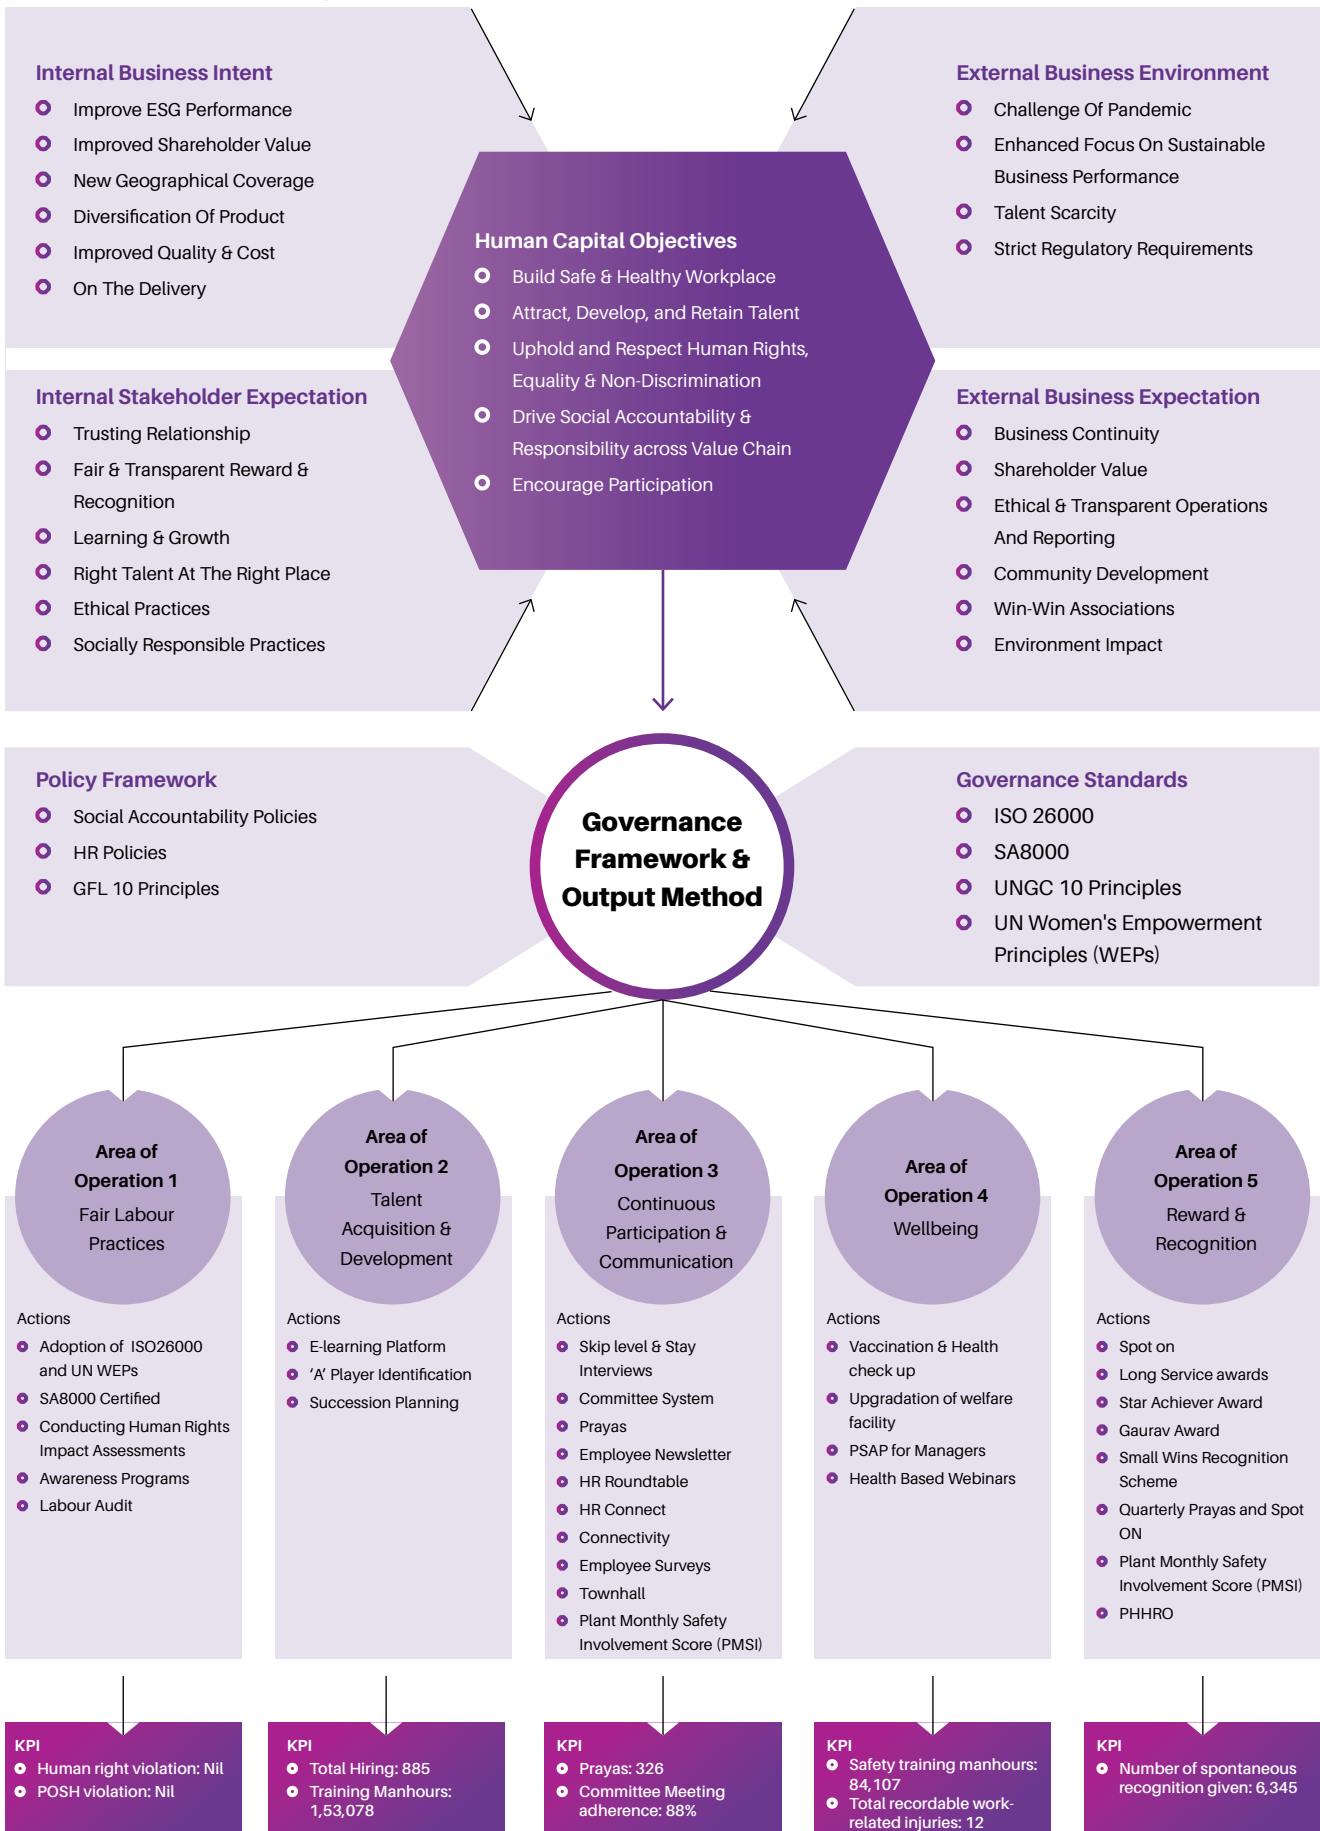 Internal Business Intent
Improve ESG Performance
Improved Shareholder Value
New Geographical Coverage
Diversification Of Product
Improved Quality & Cost
On The Delivery
External Business Environment
Challenge Of Pandemic
Enhanced Focus On Sustainable
Business Performance
Talent Scarcity
Strict Regulatory Requirements
Human Capital Objectives
Build Safe & Healthy Workplace
Attract, Develop, and Retain Talent
Uphold and Respect Human Rights,
Equality & Non-Discrimination
Drive Social Accountability &
Responsibility across Value Chain
Encourage Participation
Internal Stakeholder Expectation
Trusting Relationship
Fair & Transparent Reward &
Recognition
Learning & Growth
Right Talent At The Right Place
Ethical Practices
Socially Responsible Practices
External Business Expectation
Business Continuity
Shareholder Value
Ethical & Transparent Operations
And Reporting
Community Development
Win-Win Associations
Environment Impact
Policy Framework
Social Accountability Policies
HR Policies
GFL 10 Principles
Governance
Framework &
Output Method
Governance Standards
ISO 26000
SA8000
UNGC 10 Principles
UN Women's Empowerment
Principles (WEPs)
Area of
Operation 1
Fair Labour
Practices
Actions
Adoption of ISO26000
and UN WEPs
SA8000 Certified
Conducting Human Rights
Impact Assessments
Awareness Programs
Labour Audit
Area of
Operation 2
Talent
Acquisition &
Development
Actions
E-learning Platform
‘A’ Player Identification
Succession Planning
Area of
Operation 3
Continuous
Participation &
Communication
Actions
Skip level & Stay
Interviews
Committee System
Prayas
Employee Newsletter
HR Roundtable
HR Connect
Connectivity
Employee Surveys
Townhall
Plant Monthly Safety
Involvement Score (PMSI)
Area of
Operation 4
Wellbeing
Actions
Vaccination & Health
check up
Upgradation of welfare
facility
PSAP for Managers
Health Based Webinars
Area of
Operation 5
Reward &
Recognition
Actions
Spot on
Long Service awards
Star Achiever Award
Gaurav Award
Small Wins Recognition
Scheme
Quarterly Prayas and Spot
ON
Plant Monthly Safety
Involvement Score (PMSI)
PHHRO
KPI
Human right violation: Nil
POSH violation: Nil
KPI
Total Hiring: 885
Training Manhours:
1,53,078
KPI
Prayas: 326
Committee Meeting
adherence: 88%
KPI
Safety training manhours:
84,107
Total recordable work-
related injuries: 12
KPI
Number of spontaneous
recognition given: 6,345